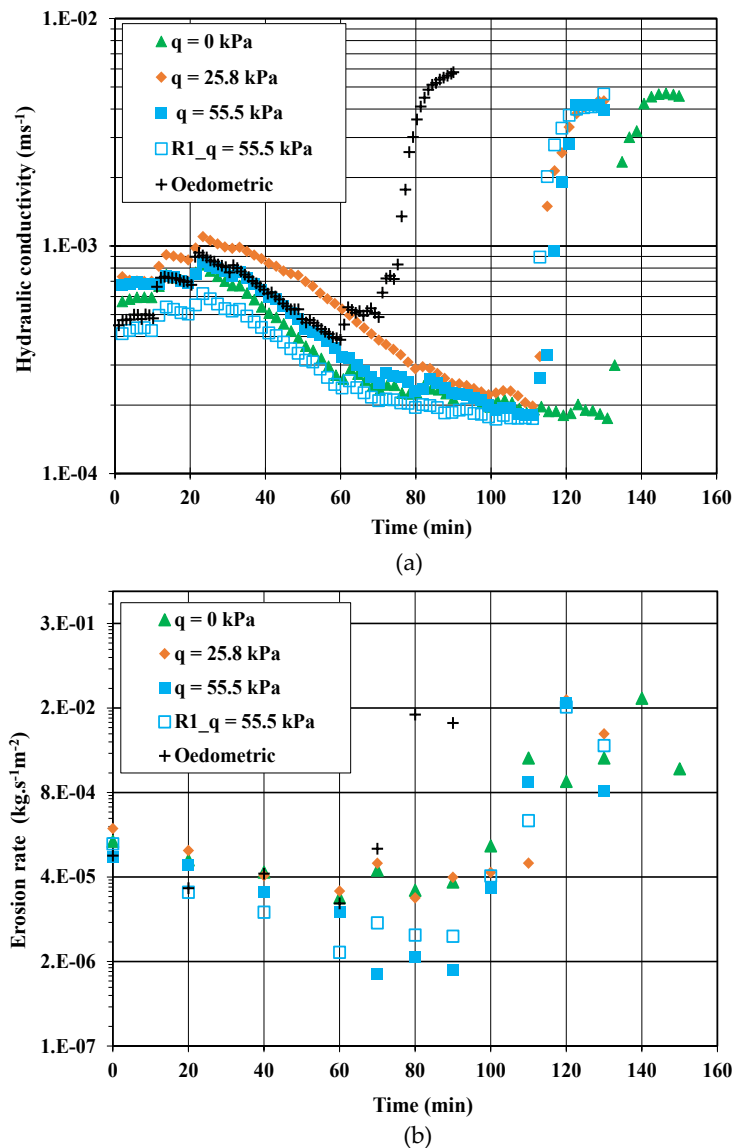 1.E-02
q = 0 kPa
q = 25.8 kPa
q = 55.5 kPa
R1_q = 55.5 kPa
Oedometric
Hydraulic conductivity (ms-1)
1.E-03
1.E-04
0 20 40 60 80 100 120 140 160
Time (min)
(a)
3.E-01
q = 0 kPa
q = 25.8 kPa
q = 55.5 kPa
R1_q = 55.5 kPa
Oedometric
2.E-02
Erosion rate (kg.s-1m-2)
8.E-04
4.E-05
2.E-06
1.E-07
0 20 40 60 80 100 120 140 160
Time (min)
(b)